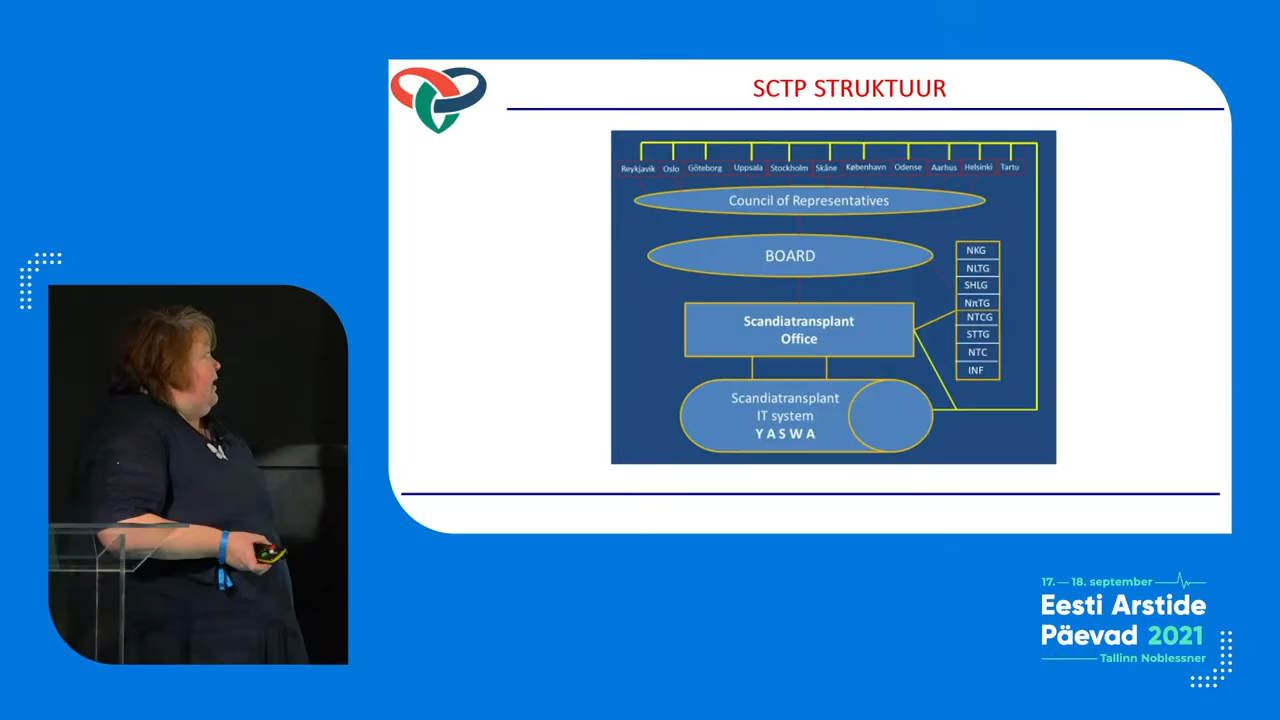 SCTP STRUKTUUR
Reykjavik Oslo Göteborg Uppsala Stockholm Skåne København Odense Aarhus Helsinki Tartu
Council of Representatives
BOARD
NKG
NLTG
SHLG
NπTG
NTCG
STTG
NTC
INF
Scandiatransplant
Office
Scandiatransplant
IT system
Y A S W A
17. — 18. september
Eesti Arstide
Päevad 2021
Tallinn Noblessner